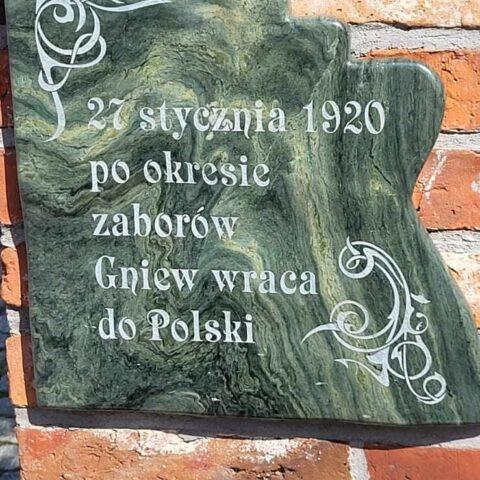 27 stycznia 1920
po okresie
zaborów
Gniew wraca
do Polski